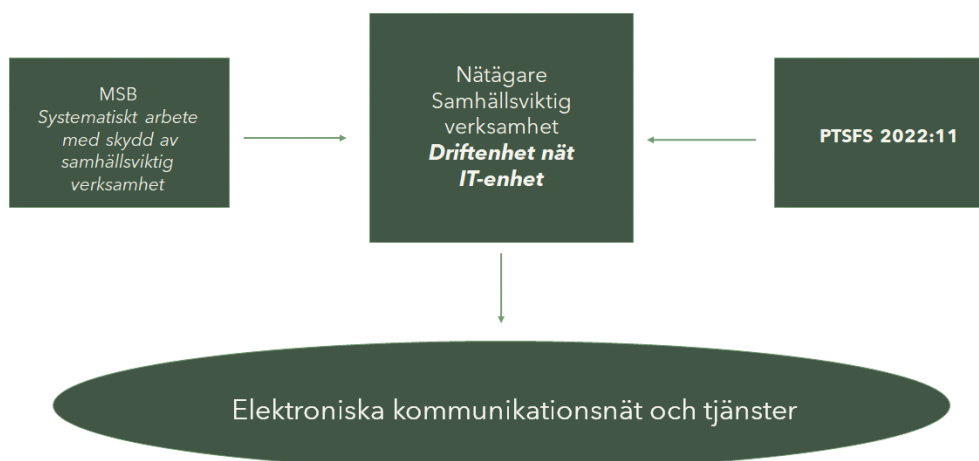 MSB
Systematiskt arbete
med skydd av
samhällsviktig
verksamhet
Nätägare
Samhällsviktig
verksamhet
Driftenhet nät
IT-enhet
PTSFS 2022:11
Elektroniska kommunikationsnät och tjänster